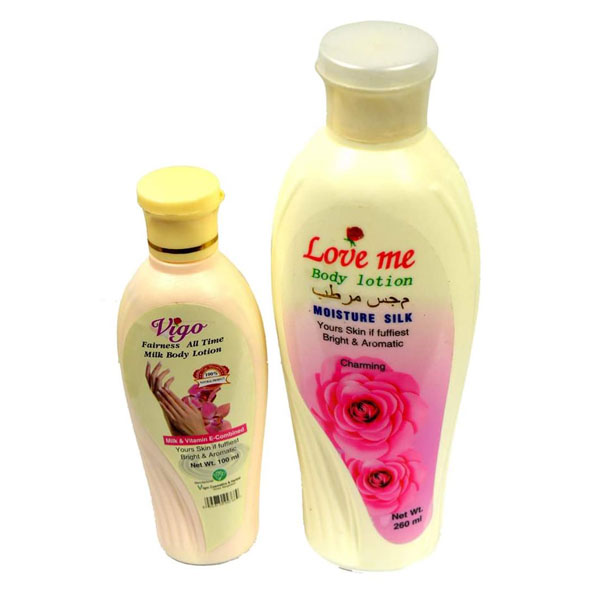 Vigo
Fairness All Time
Milk Body Lotion
100%
Milk & Vitamin E-Combined
Yours Skin if fuffiest
Bright & Aromatic
Net Wt. 100 ml
Love me
Body lotion
مجس مرطب
MOISTURE SILK
Yours Skin if fuffiest
Bright & Aromatic
Charming
Net Wt.
260 ml